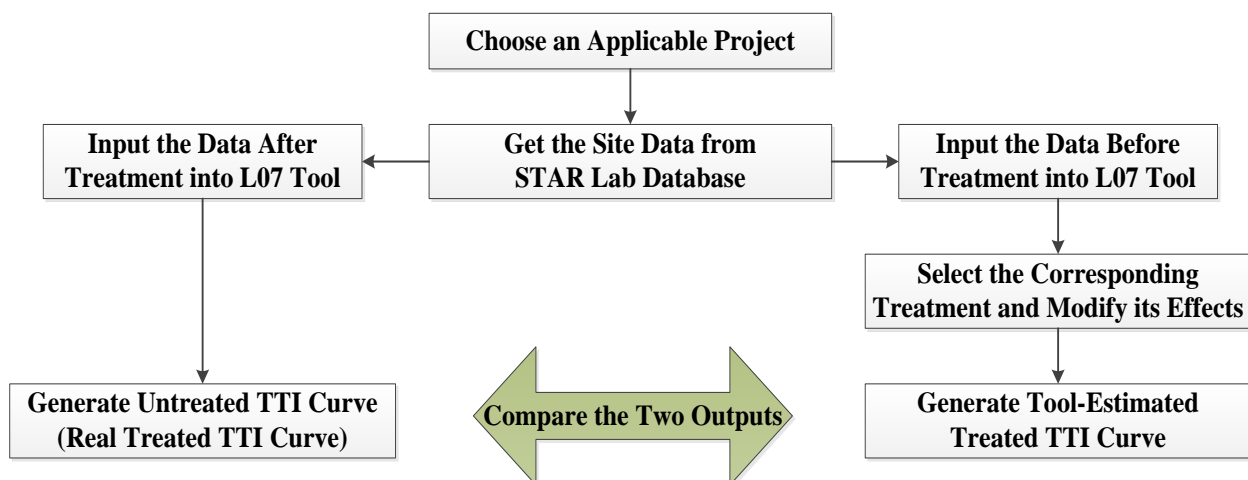 Choose an Applicable Project
Input the Data After
Treatment into L07 Tool
Get the Site Data from
STAR Lab Database
Input the Data Before
Treatment into L07 Tool
Select the Corresponding
Treatment and Modify its Effects
Generate Untreated TTI Curve
(Real Treated TTI Curve)
Compare the Two Outputs
Generate Tool-Estimated
Treated TTI Curve